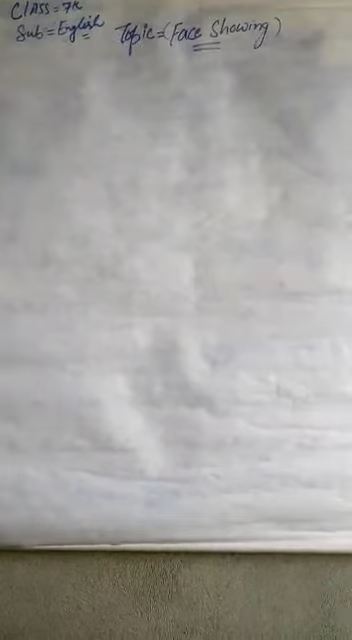 CLASS = 7th
Sub = English Topic = (Face Showing)